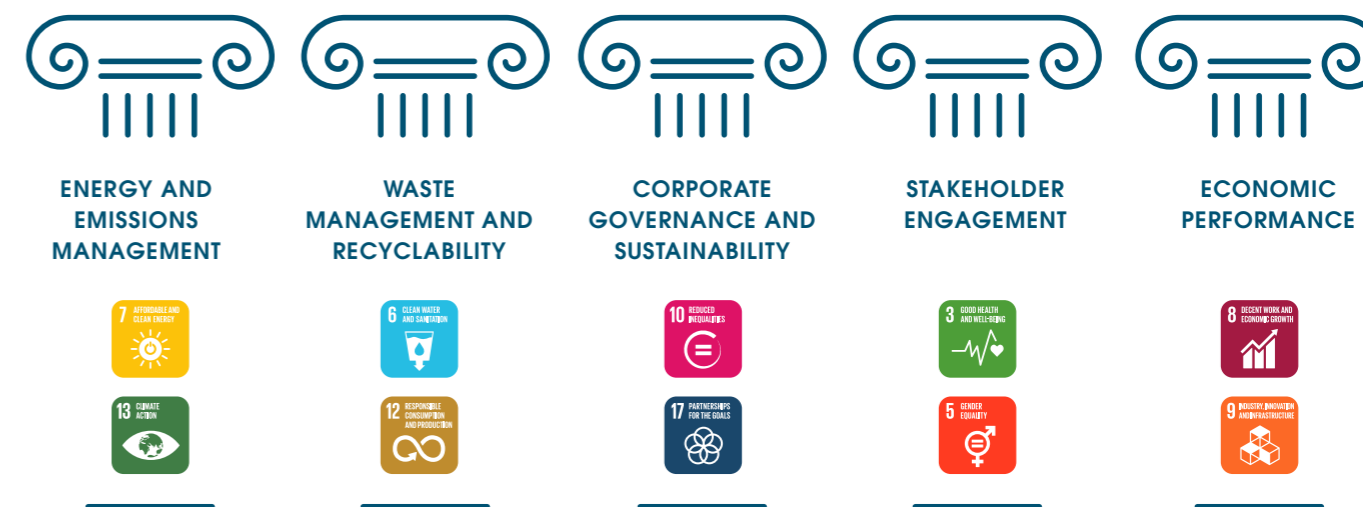 ENERGY AND
EMISSIONS
MANAGEMENT
7 AFFORDABLE AND
CLEAN ENERGY
13 CLIMATE
ACTION
WASTE
MANAGEMENT AND
RECYCLABILITY
6 CLEAN WATER
AND SANITATION
12 RESPONSIBLE
CONSUMPTION
AND PRODUCTION
CORPORATE
GOVERNANCE AND
SUSTAINABILITY
10 REDUCED
INEQUALITIES
17 PARTNERSHIPS
FOR THE GOALS
STAKEHOLDER
ENGAGEMENT
3 GOOD HEALTH
AND WELL-BEING
5 GENDER
EQUALITY
ECONOMIC
PERFORMANCE
8 DECENT WORK AND
ECONOMIC GROWTH
9 INDUSTRY, INNOVATION
AND INFRASTRUCTURE